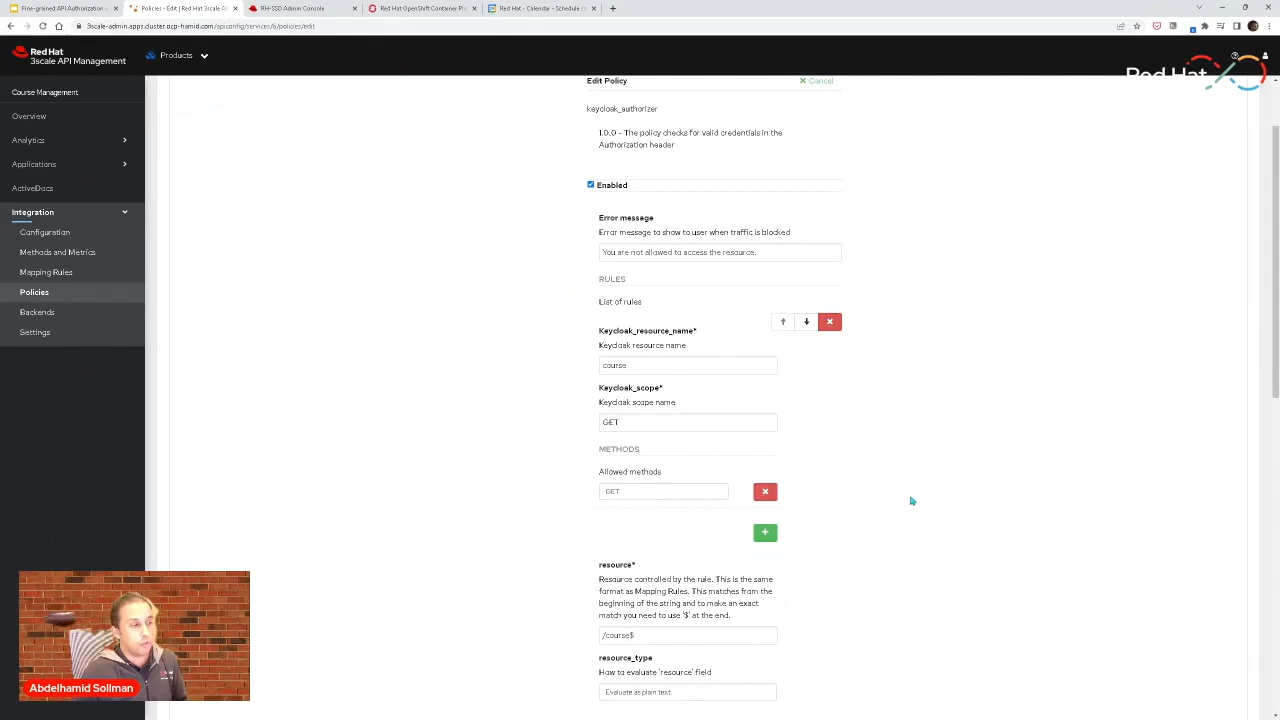 Fine-grained API Authorization
Policies - Edit | Red Hat 3scale AP
RH-SSO Admin Console
Red Hat OpenShift Container Pla
Red Hat - Calendar - Schedule
3scale-admin.apps.cluster.ocp-hamid.com/apiconfig/services/6/policies/edit
Red Hat
3scale API Management
Products
Red Hat
Course Management
Overview
Analytics
Applications
ActiveDocs
Integration
Configuration
Methods and Metrics
Mapping Rules
Policies
Backends
Settings
Edit Policy
Cancel
keycloak_authorizer
1.0.0 - The policy checks for valid credentials in the
Authorization header
Enabled
Error message
Error message to show to user when traffic is blocked
You are not allowed to access the resource.
RULES
List of rules
Keycloak_resource_name*
Keycloak resource name
course
Keycloak_scope*
Keycloak scope name
GET
METHODS
Allowed methods
GET
resource*
Resource controlled by the rule. This is the same
format as Mapping Rules. This matches from the
beginning of the string and to make an exact
match you need to use '$' at the end.
/course$
resource_type
How to evaluate 'resource' field
Evaluate as plain text.
Abdelhamid Soliman